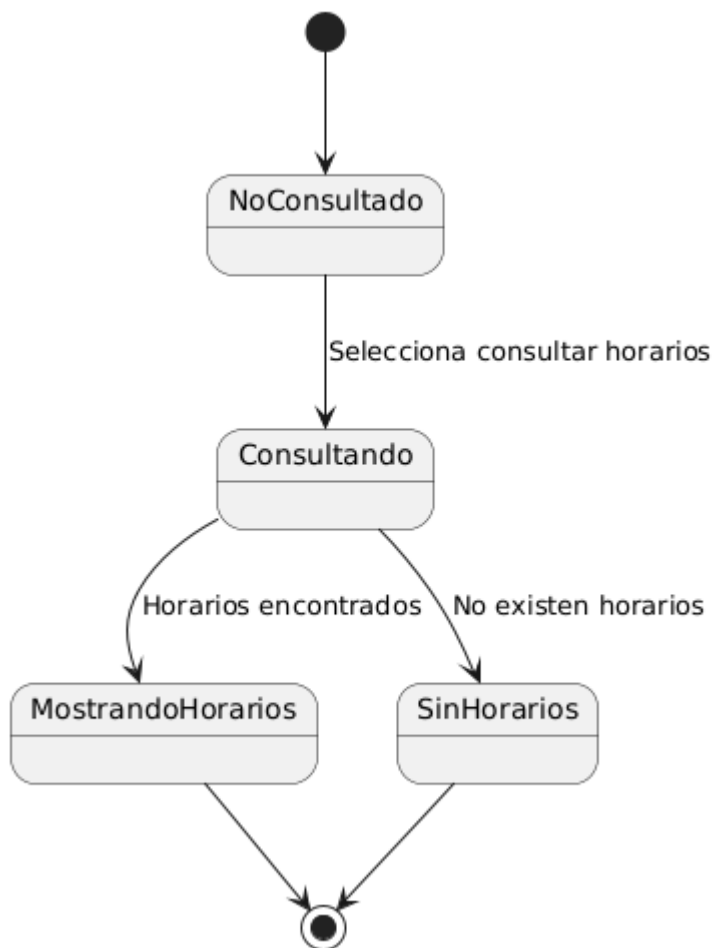 NoConsultado
Selecciona consultar horarios
Consultando
Horarios encontrados
No existen horarios
MostrandoHorarios
SinHorarios